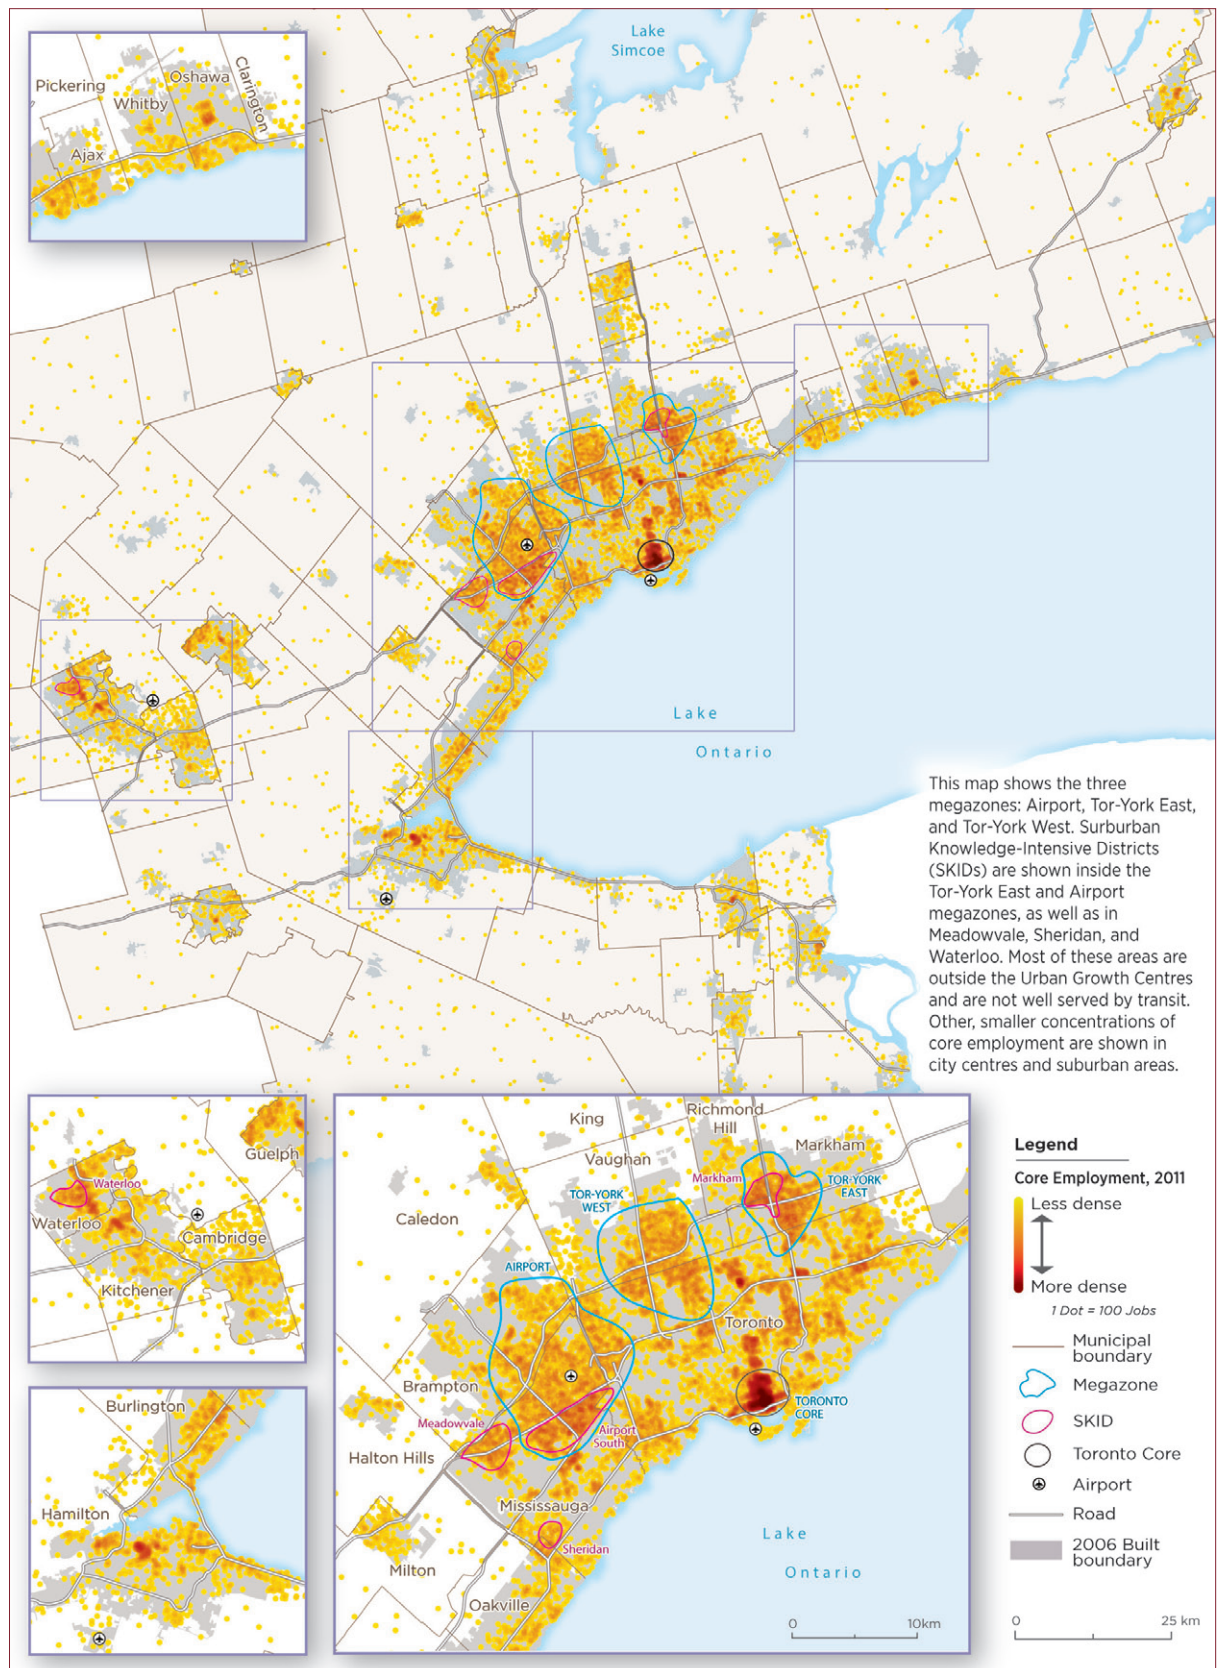 Lake
Simcoe
Pickering
Oshawa
Clarington
Whitby
Ajax
Lake
Ontario
This map shows the three
megazones: Airport, Tor-York East,
and Tor-York West. Surburban
Knowledge-Intensive Districts
(SKIDs) are shown inside the
Tor-York East and Airport
megazones, as well as in
Meadowvale, Sheridan, and
Waterloo. Most of these areas are
outside the Urban Growth Centres
and are not well served by transit.
Other, smaller concentrations of
core employment are shown in
city centres and suburban areas.
Guelph
Waterloo
Waterloo
Cambridge
Kitchener
Burlington
Hamilton
King
Richmond
Hill
Vaughan
Markham
Markham
TOR-YORK
EAST
TOR-YORK
WEST
Caledon
AIRPORT
Toronto
Brampton
TORONTO
CORE
Meadowvale
Airport
South
Halton Hills
Mississauga
Sheridan
Milton
Oakville
Lake
Ontario
0 10km
Legend
Core Employment, 2011
Less dense
More dense
1 Dot = 100 Jobs
Municipal
boundary
Megazone
SKID
Toronto Core
Airport
Road
2006 Built
boundary
0 25 km